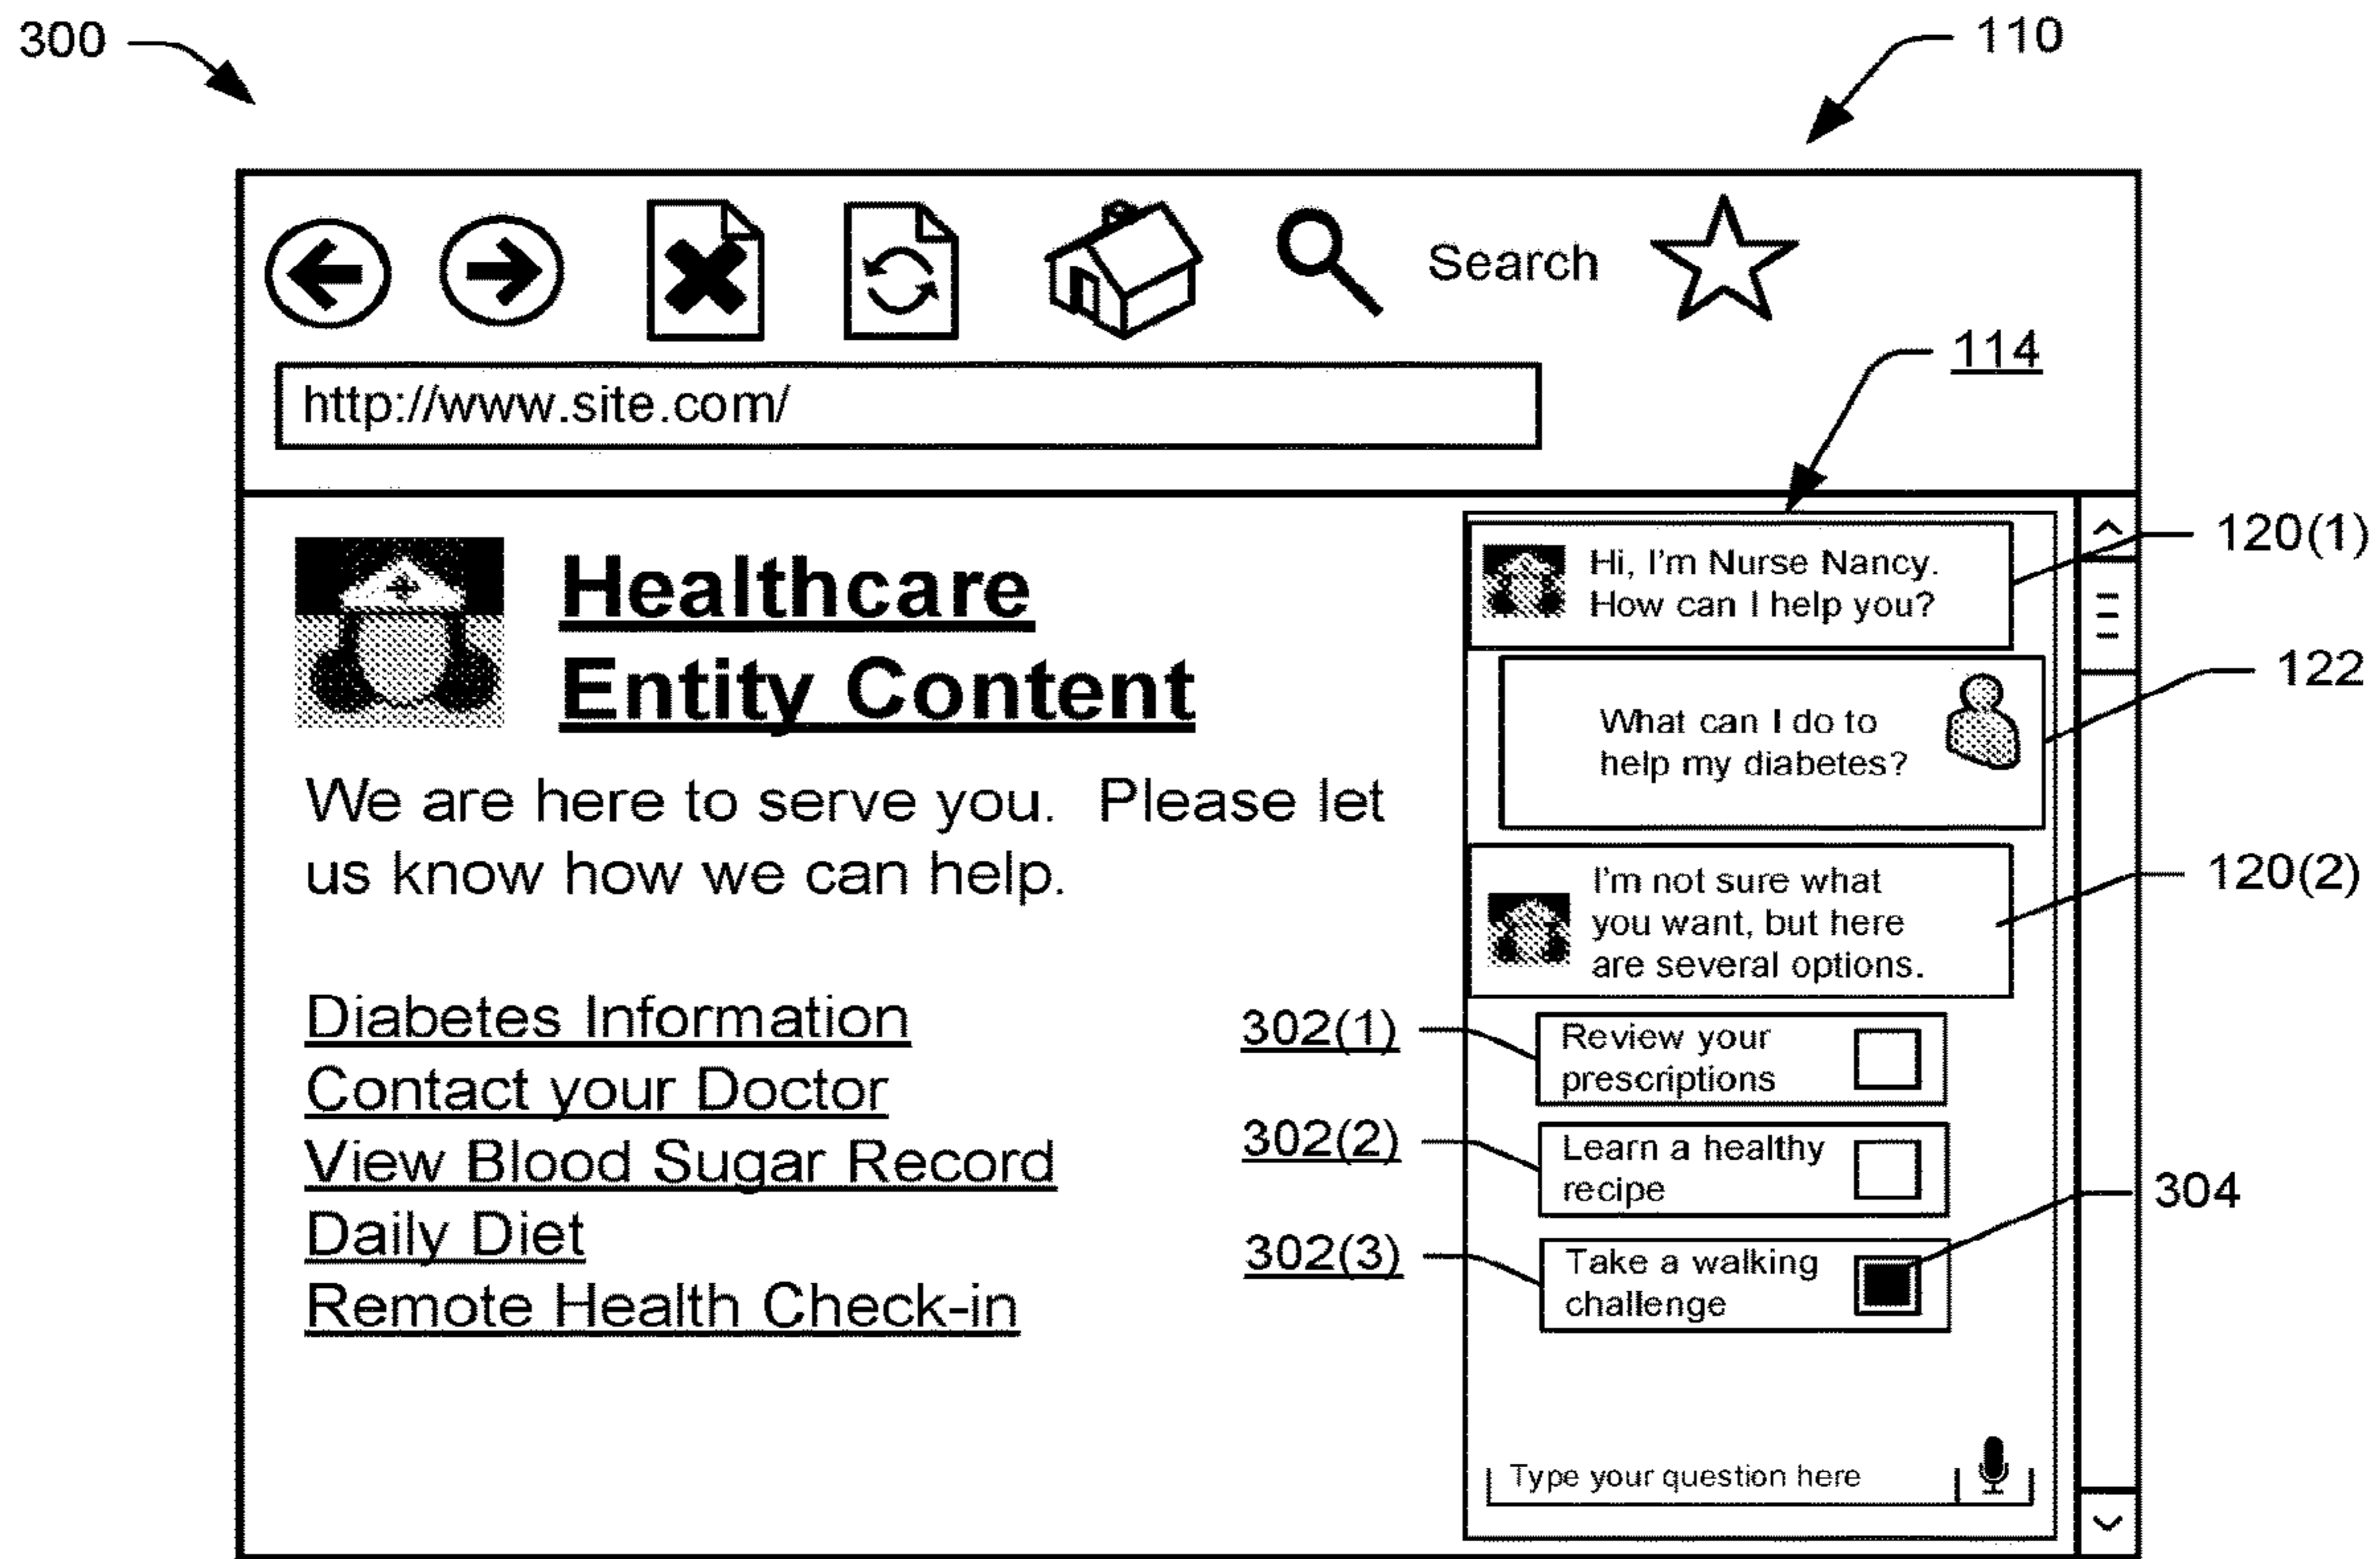 300
110
Search
114
http://www.site.com/
Healthcare
Entity Content
We are here to serve you.  Please let
us know how we can help.
Diabetes Information
Contact your Doctor
View Blood Sugar Record
Daily Diet
Remote Health Check-in
Hi, I'm Nurse Nancy.
How can I help you?
120(1)
What can I do to
help my diabetes?
122
I'm not sure what
you want, but here
are several options.
120(2)
302(1)
Review your
prescriptions
302(2)
Learn a healthy
recipe
304
302(3)
Take a walking
challenge
Type your question here